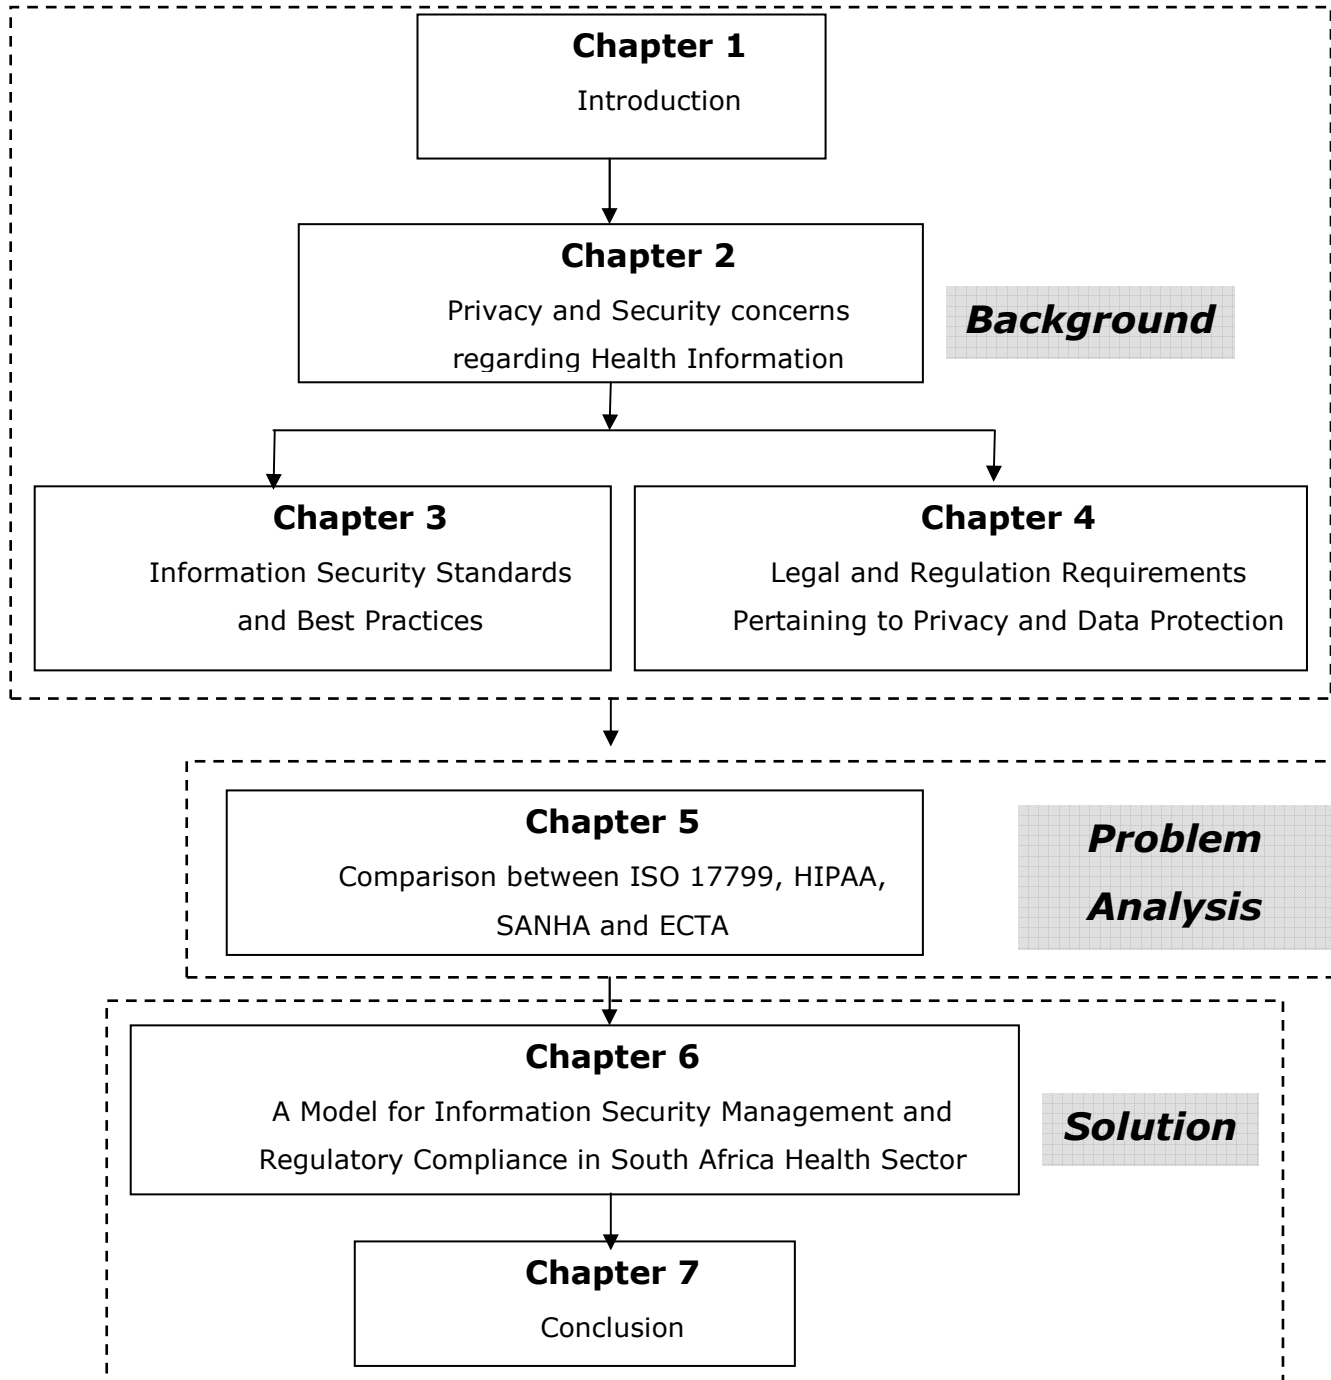 Chapter 1
Introduction
Chapter 2
Privacy and Security concerns
regarding Health Information
Background
Chapter 3
Information Security Standards
and Best Practices
Chapter 4
Legal and Regulation Requirements
Pertaining to Privacy and Data Protection
Chapter 5
Comparison between ISO 17799, HIPAA,
SANHA and ECTA
Problem
Analysis
Chapter 6
A Model for Information Security Management and
Regulatory Compliance in South Africa Health Sector
Solution
Chapter 7
Conclusion